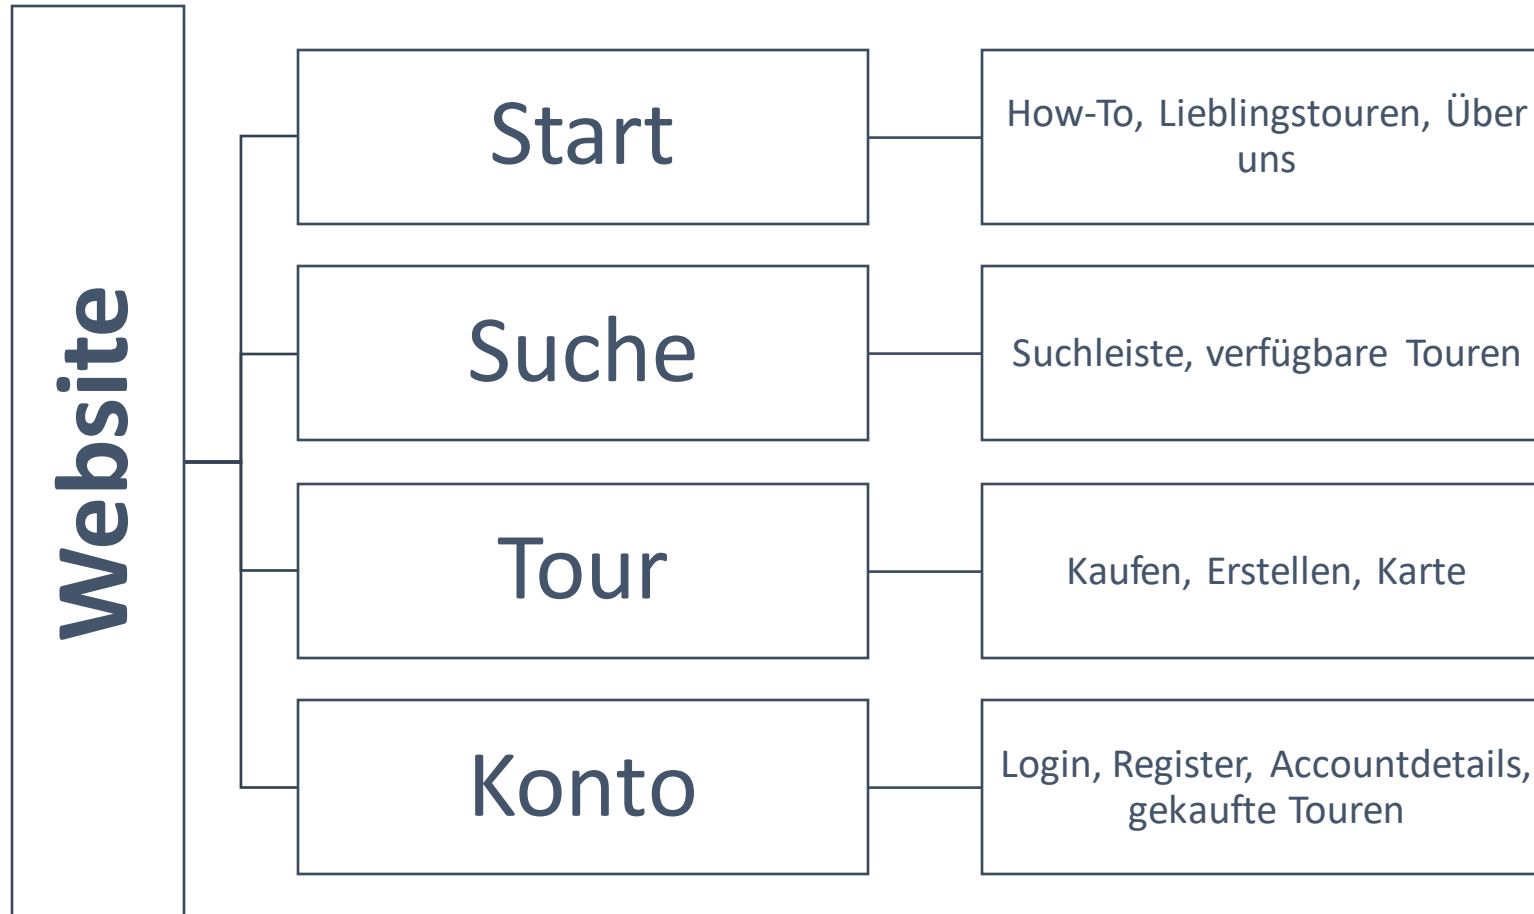 Website
Start
How-To, Lieblingstouren, Über
uns
Suche
Suchleiste, verfügbare Touren
Tour
Kaufen, Erstellen, Karte
Konto
Login, Register, Accountdetails,
gekaufte Touren